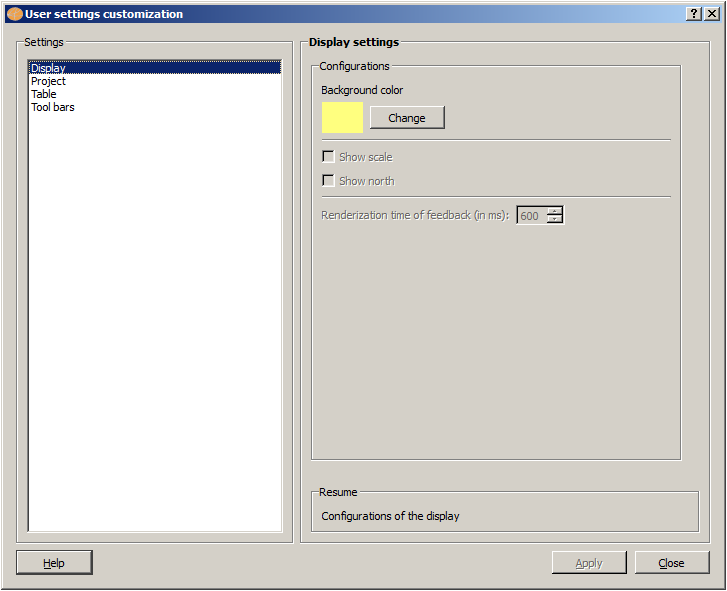 User settings customization
Settings
Display
Project
Table
Tool bars
Display settings
Configurations
Background color
Change
Show scale
Show north
Renderization time of feedback (in ms): 600
Resume
Configurations of the display
Help
Apply
Close